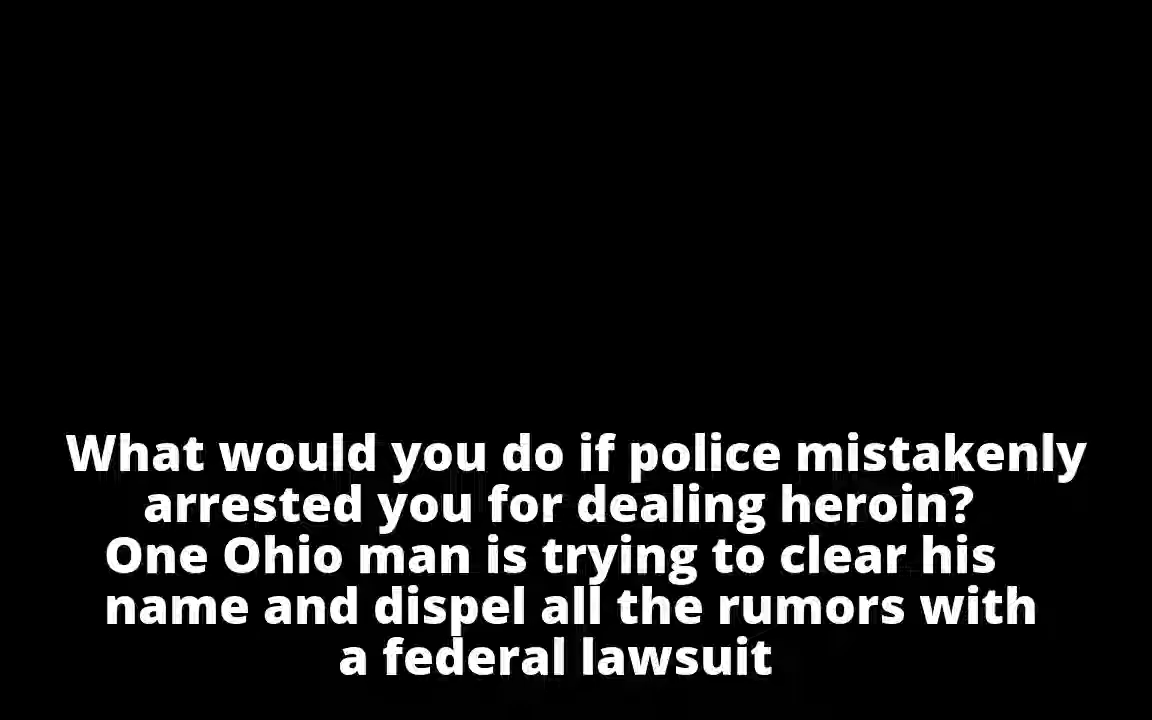 What would you do if police mistakenly
arrested you for dealing heroin?
One Ohio man is trying to clear his
name and dispel all the rumors with
a federal lawsuit